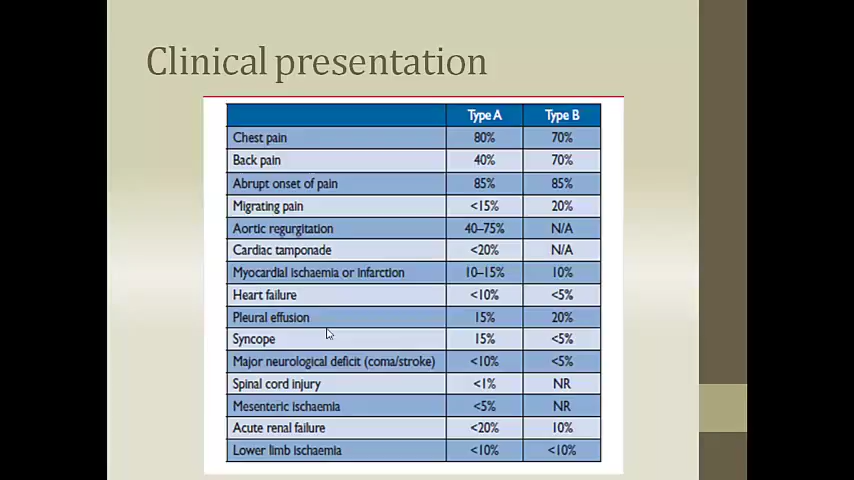 Clinical presentation
Type A Type B
Chest pain 80% 70%
Back pain 40% 70%
Abrupt onset of pain 85% 85%
Migrating pain <15% 20%
Aortic regurgitation 40–75% N/A
Cardiac tamponade <20% N/A
Myocardial ischaemia or infarction 10–15% 10%
Heart failure <10% <5%
Pleural effusion 15% 20%
Syncope 15% <5%
Major neurological deficit (coma/stroke) <10% <5%
Spinal cord injury <1% NR
Mesenteric ischaemia <5% NR
Acute renal failure <20% 10%
Lower limb ischaemia <10% <10%